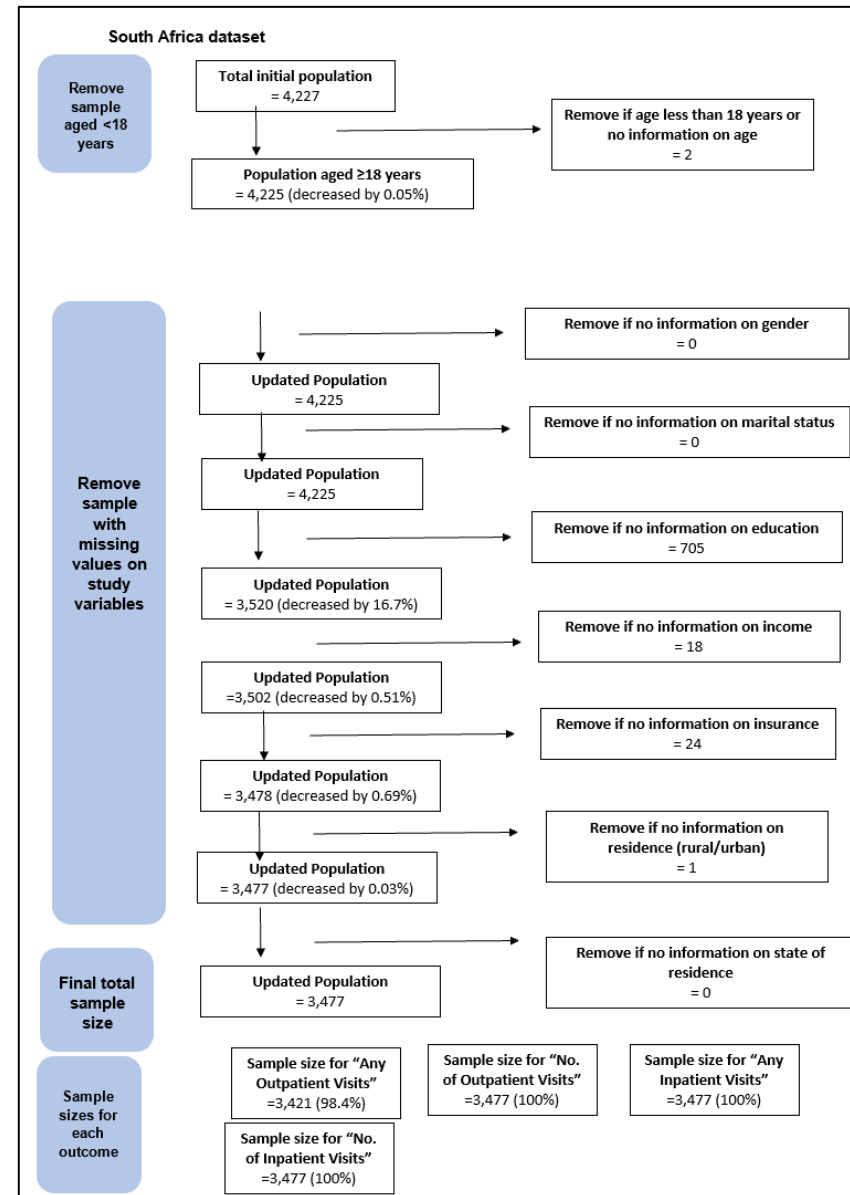 South Africa dataset
Remove
sample
aged <18
years
Total initial population
= 4,227
Remove if age less than 18 years or
no information on age
= 2
Population aged ≥18 years
= 4,225 (decreased by 0.05%)
Remove
sample
with
missing
values on
study
variables
Remove if no information on gender
= 0
Updated Population
= 4,225
Remove if no information on marital status
= 0
Updated Population
= 4,225
Remove if no information on education
= 705
Updated Population
= 3,520 (decreased by 16.7%)
Remove if no information on income
= 18
Updated Population
=3,502 (decreased by 0.51%)
Remove if no information on insurance
= 24
Updated Population
= 3,478 (decreased by 0.69%)
Remove if no information on
residence (rural/urban)
= 1
Updated Population
= 3,477 (decreased by 0.03%)
Remove if no information on state of
residence
= 0
Final total
sample
size
Updated Population
= 3,477
Sample
sizes for
each
outcome
Sample size for “Any
Outpatient Visits”
=3,421 (98.4%)
Sample size for “No.
of Outpatient Visits”
=3,477 (100%)
Sample size for “Any
Inpatient Visits”
=3,477 (100%)
Sample size for “No.
of Inpatient Visits”
=3,477 (100%)